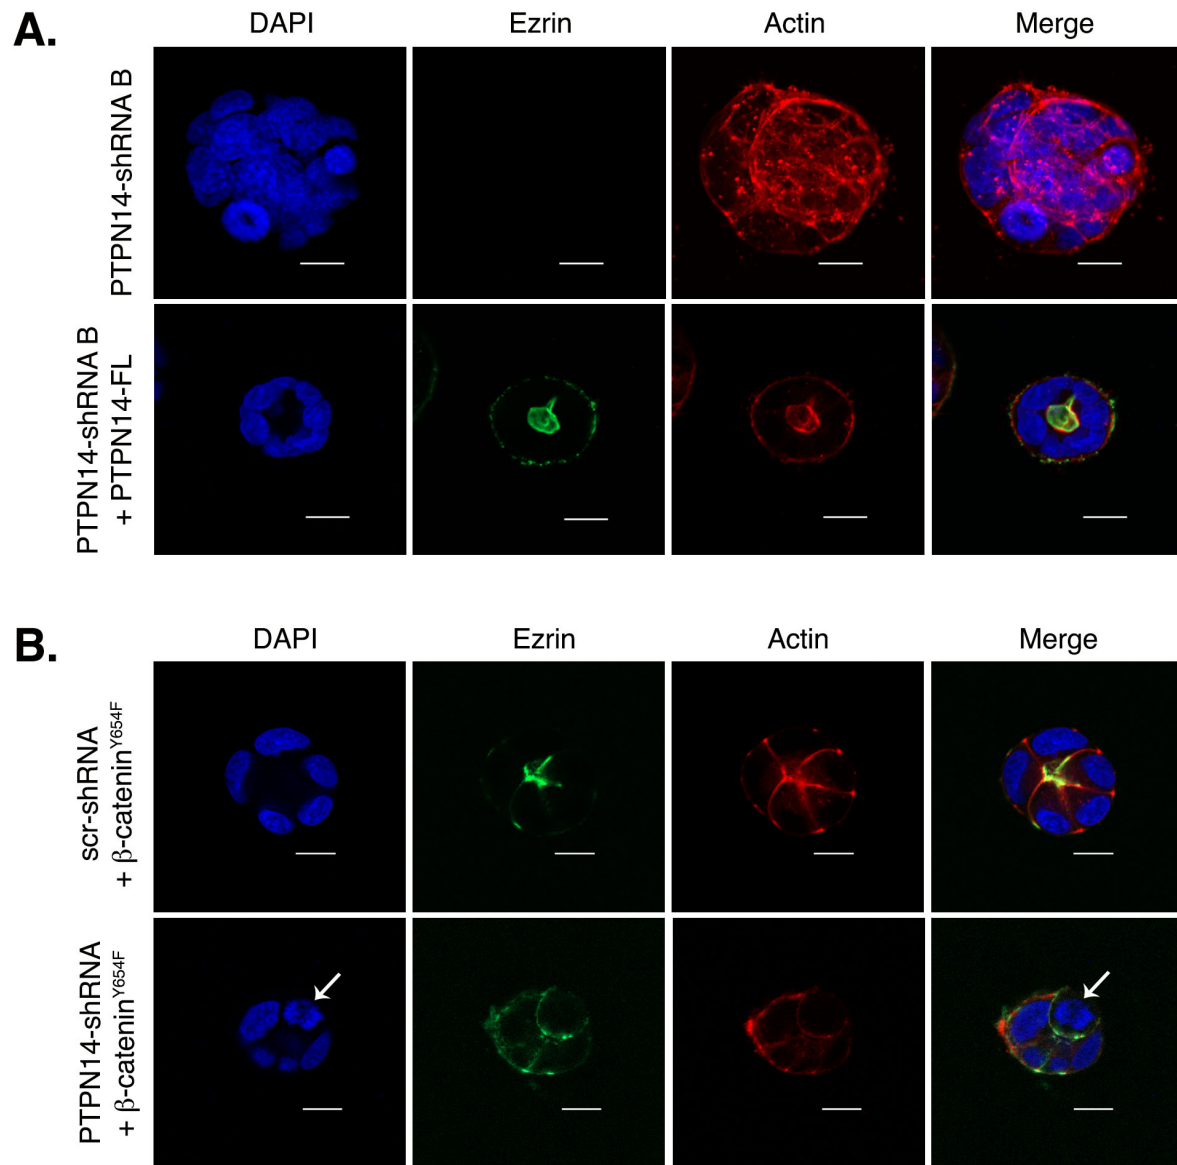 A.
DAPI Ezrin Actin Merge
PTPN14-shRNA B
PTPN14-shRNA B
+ PTPN14-FL
B.
DAPI Ezrin Actin Merge
scr-shRNA
+ β-catenin^Y654F
PTPN14-shRNA
+ β-catenin^Y654F